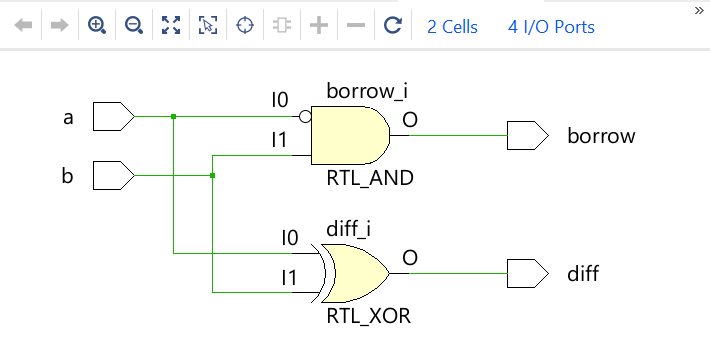 »
2 Cells 4 I/O Ports
borrow_i
a I0 O
I1 borrow
b RTL_AND
diff_i
I0 O
I1 diff
RTL_XOR